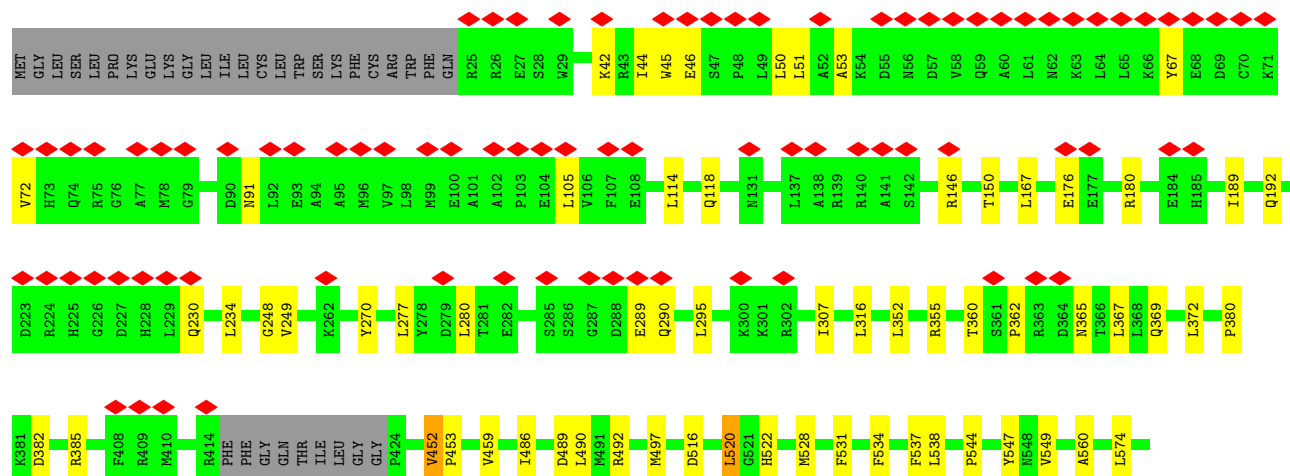 MET GLY LEU SER LEU PRO LYS GLU LYS GLY LEU ILE LEU CYS LEU TRP SER LYS PHE CYS ARG TRP PHE GLN R25 R26 E27 S28 W29 K42 R43 I44 W45 E46 S47 P48 L49 L50 L51 A52 A53 K54 D55 N56 D57 V58 Q59 A60 L61 N62 K63 L64 L65 K66 Y67 E68 D69 C70 K71
V72 H73 Q74 R75 G76 A77 M78 G79 D90 N91 L92 E93 A94 A95 M96 V97 L98 M99 E100 A101 A102 P103 E104 L105 V106 F107 E108 L114 Q118 N131 L137 A138 R139 R140 A141 S142 R146 T150 L167 E176 E177 R180 E184 H185 I189 Q192
D223 R224 H225 G226 D227 H228 L229 Q230 L234 G248 V249 K262 Y270 L277 Y278 D279 L280 T281 E282 S285 S286 G287 D288 E289 Q290 L295 K300 K301 R302 I307 L316 L352 R355 T360 S361 P362 R363 D364 N365 T366 L367 L368 Q369 L372 P380
K381 D382 R385 F408 R409 M410 R414 PHE PHE GLY GLN THR ILE LEU GLY GLY P424 V452 P453 V459 I486 D489 L490 M491 R492 M497 D516 L520 G521 H522 M528 F531 F534 F537 L538 P544 Y547 N548 V549 A560 L574